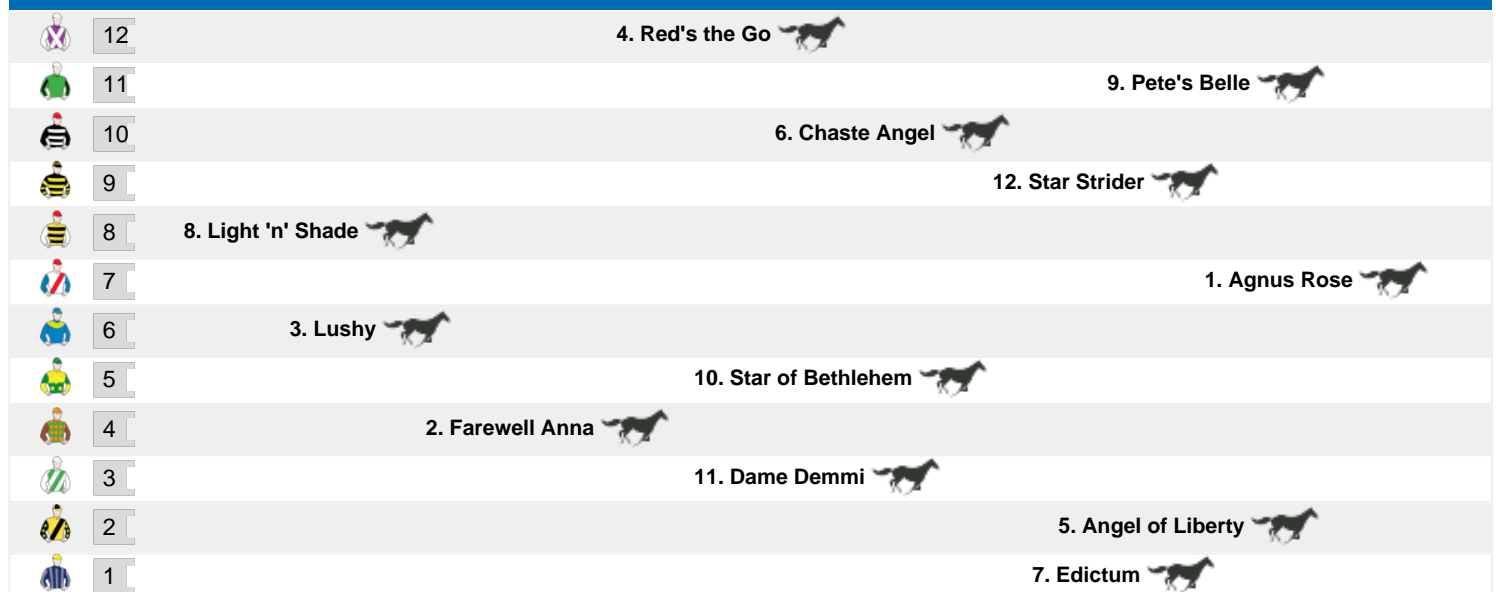 12 4. Red's the Go
11 9. Pete's Belle
10 6. Chaste Angel
9 12. Star Strider
8 8. Light 'n' Shade
7 1. Agnus Rose
6 3. Lushy
5 10. Star of Bethlehem
4 2. Farewell Anna
3 11. Dame Demmi
2 5. Angel of Liberty
1 7. Edictum